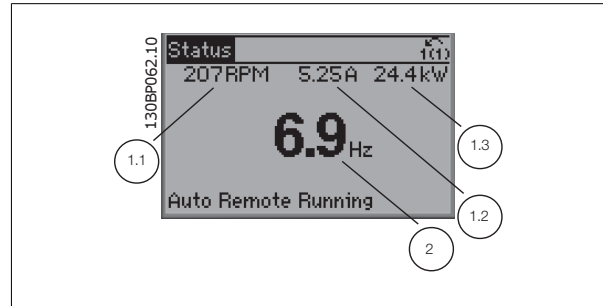 130BP062.10
Status
1(1)
207RPM 5.25A 24.4kW
1.1
6.9Hz
1.3
Auto Remote Running
1.2
2